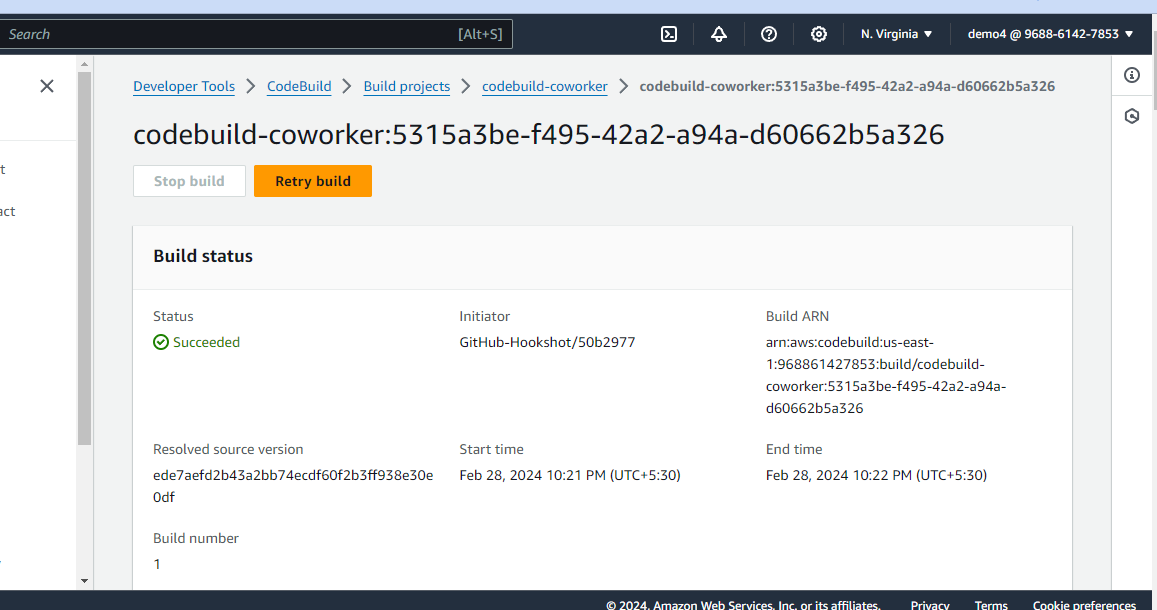 Search [Alt+S] N. Virginia ▼ demo4 @ 9688-6142-7853 ▼
Developer Tools > CodeBuild > Build projects > codebuild-coworker > codebuild-coworker:5315a3be-f495-42a2-a94a-d60662b5a326
codebuild-coworker:5315a3be-f495-42a2-a94a-d60662b5a326
Stop build Retry build
t
act
Build status
Status
Succeeded
Initiator
GitHub-Hookshot/50b2977
Build ARN
arn:aws:codebuild:us-east-
1:968861427853:build/codebuild-
coworker:5315a3be-f495-42a2-a94a-
d60662b5a326
Resolved source version
ede7aefd2b43a2bb74ecdf60f2b3ff938e30e
0df
Start time
Feb 28, 2024 10:21 PM (UTC+5:30)
End time
Feb 28, 2024 10:22 PM (UTC+5:30)
Build number
1
© 2024, Amazon Web Services, Inc. or its affiliates. Privacy Terms Cookie preferences